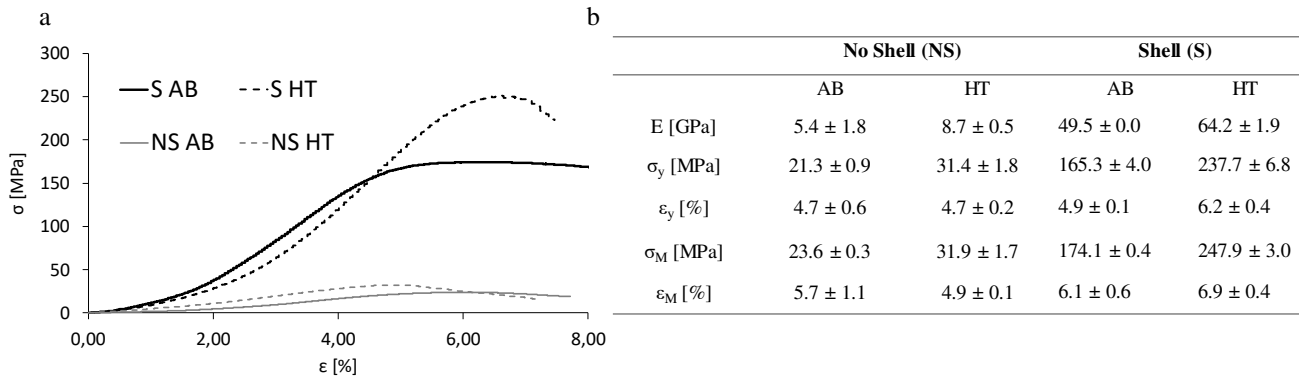 a
300
250
200
150
100
50
0
σ [MPa]
S AB
S HT
NS AB
NS HT
0,00 2,00 4,00 6,00 8,00
ε [%]
b
No Shell (NS) Shell (S)
AB HT AB HT
E [GPa] 5.4 ± 1.8 8.7 ± 0.5 49.5 ± 0.0 64.2 ± 1.9
σy [MPa] 21.3 ± 0.9 31.4 ± 1.8 165.3 ± 4.0 237.7 ± 6.8
εy [%] 4.7 ± 0.6 4.7 ± 0.2 4.9 ± 0.1 6.2 ± 0.4
σM [MPa] 23.6 ± 0.3 31.9 ± 1.7 174.1 ± 0.4 247.9 ± 3.0
εM [%] 5.7 ± 1.1 4.9 ± 0.1 6.1 ± 0.6 6.9 ± 0.4